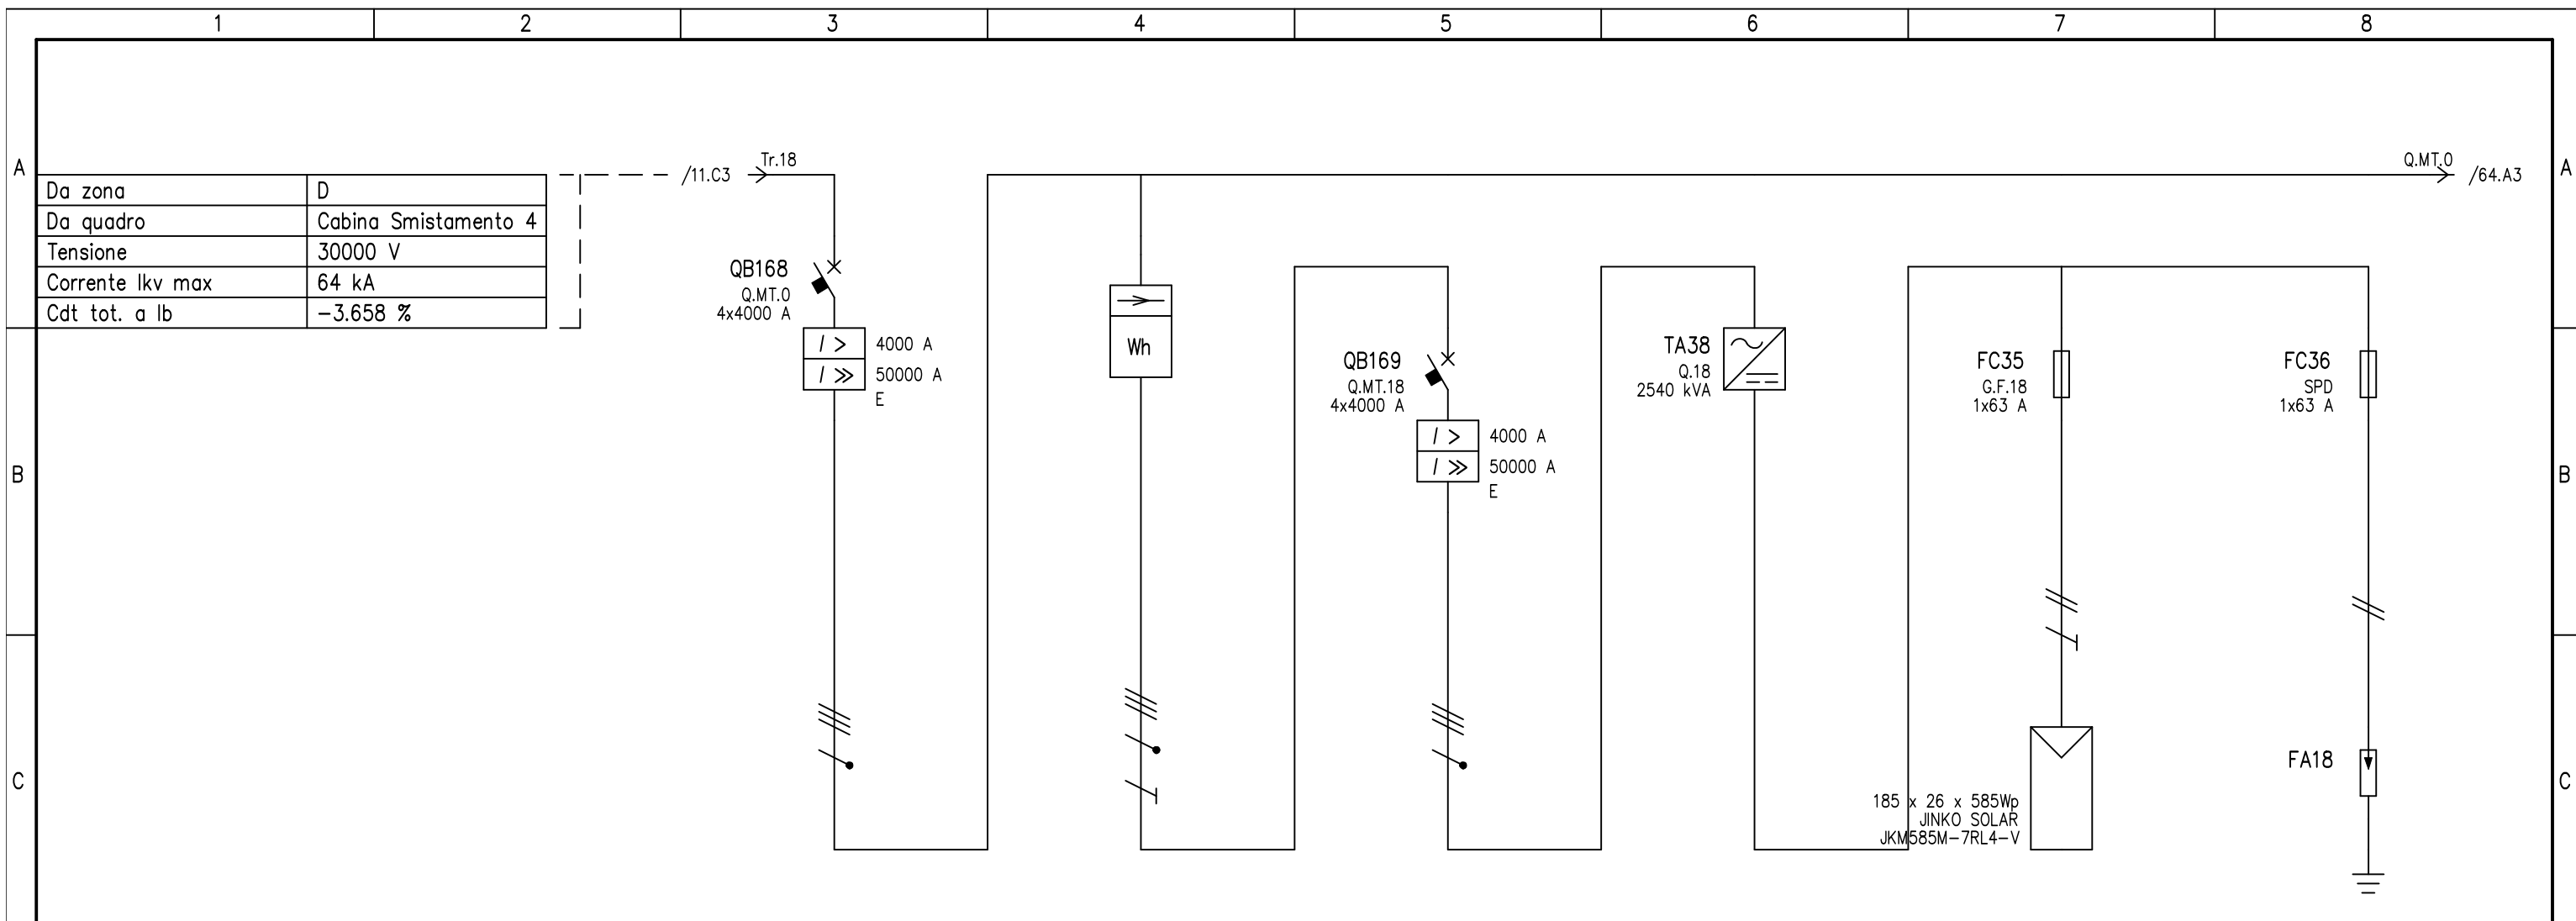 1 2 3 4 5 6 7 8
A A
Da zona D
Da quadro Cabina Smistamento 4
Tensione 30000 V
Corrente Ikv max 64 kA
Cdt tot. a Ib -3.658 %
/11.C3
Tr.18
Q.MT.0
/64.A3
QB168
Q.MT.0
4x4000 A
I > 4000 A
I ≫ 50000 A
E
Wh
QB169
Q.MT.18
4x4000 A
I > 4000 A
I ≫ 50000 A
E
TA38
Q.18
2540 kVA
FC35
G.F.18
1x63 A
FC36
SPD
1x63 A
B B
185 x 26 x 585Wp
JINKO SOLAR
JKM585M-7RL4-V
FA18
C C